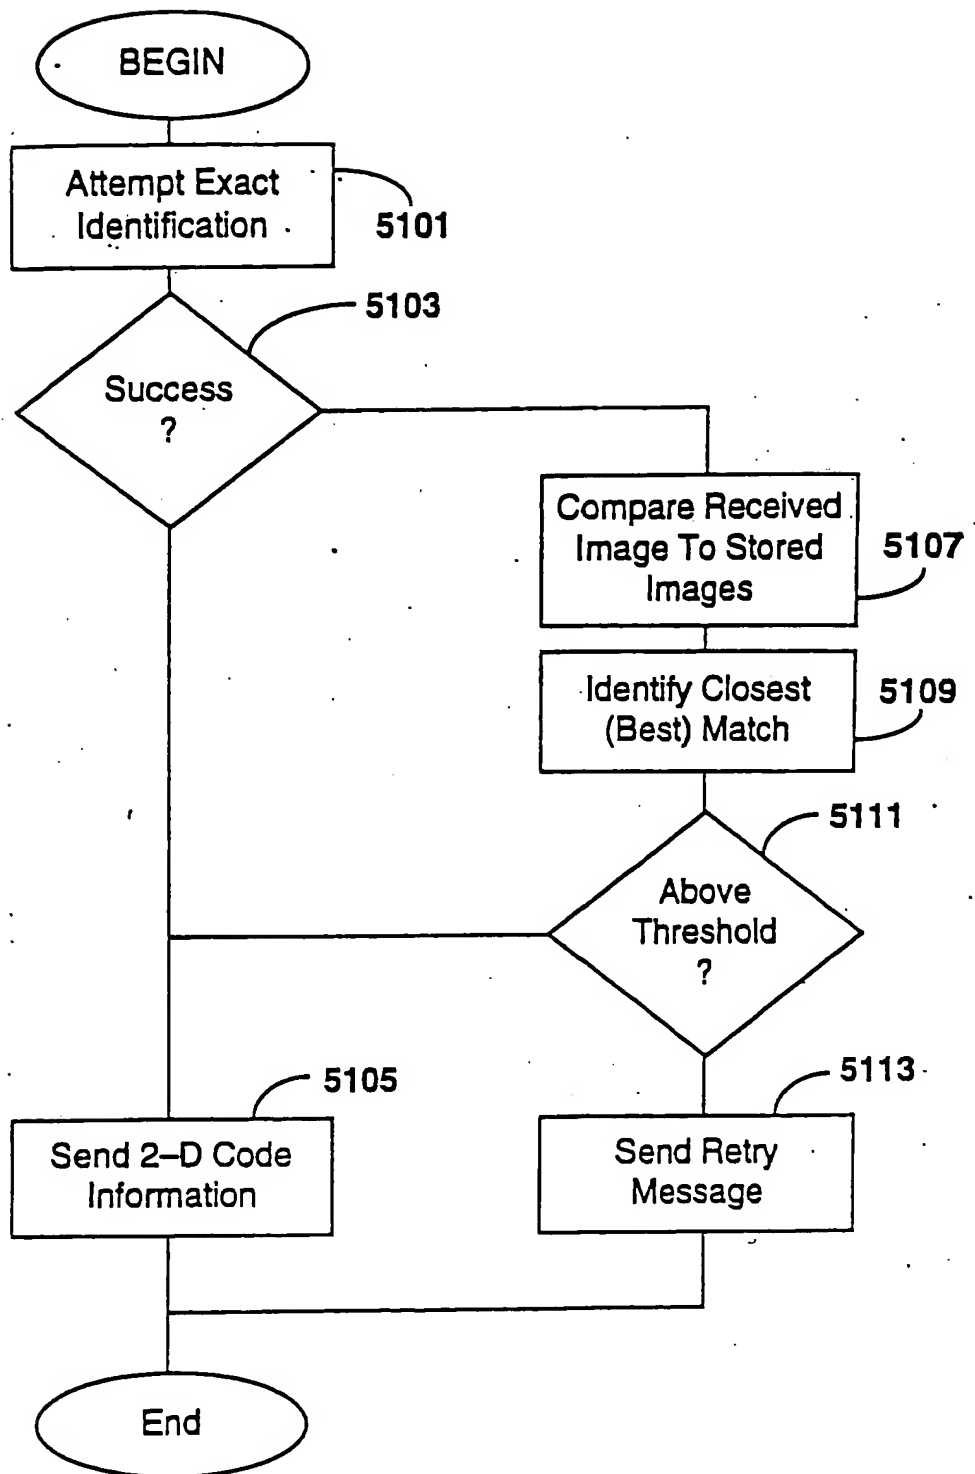 BEGIN
Attempt Exact
Identification
5101
5103
Success
?
Compare Received
Image To Stored
Images
5107
Identify Closest
(Best) Match
5109
5111
Above
Threshold
?
5105
Send 2–D Code
Information
5113
Send Retry
Message
End